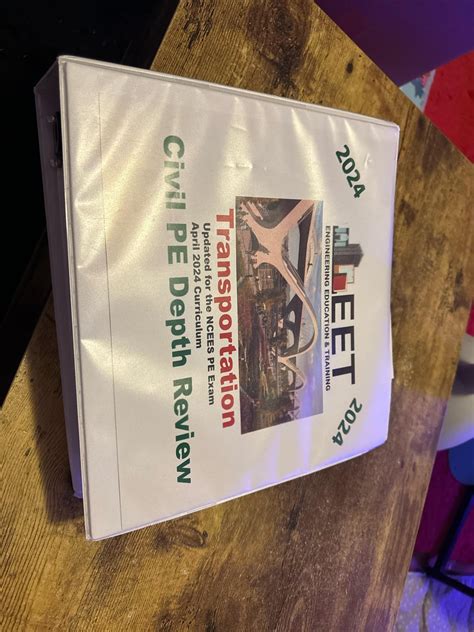 2024
2024
EET
ENGINEERING EDUCATION & TRAINING
Transportation
Updated for the NCEES PE Exam
April 2024 Curriculum
Civil PE Depth Review